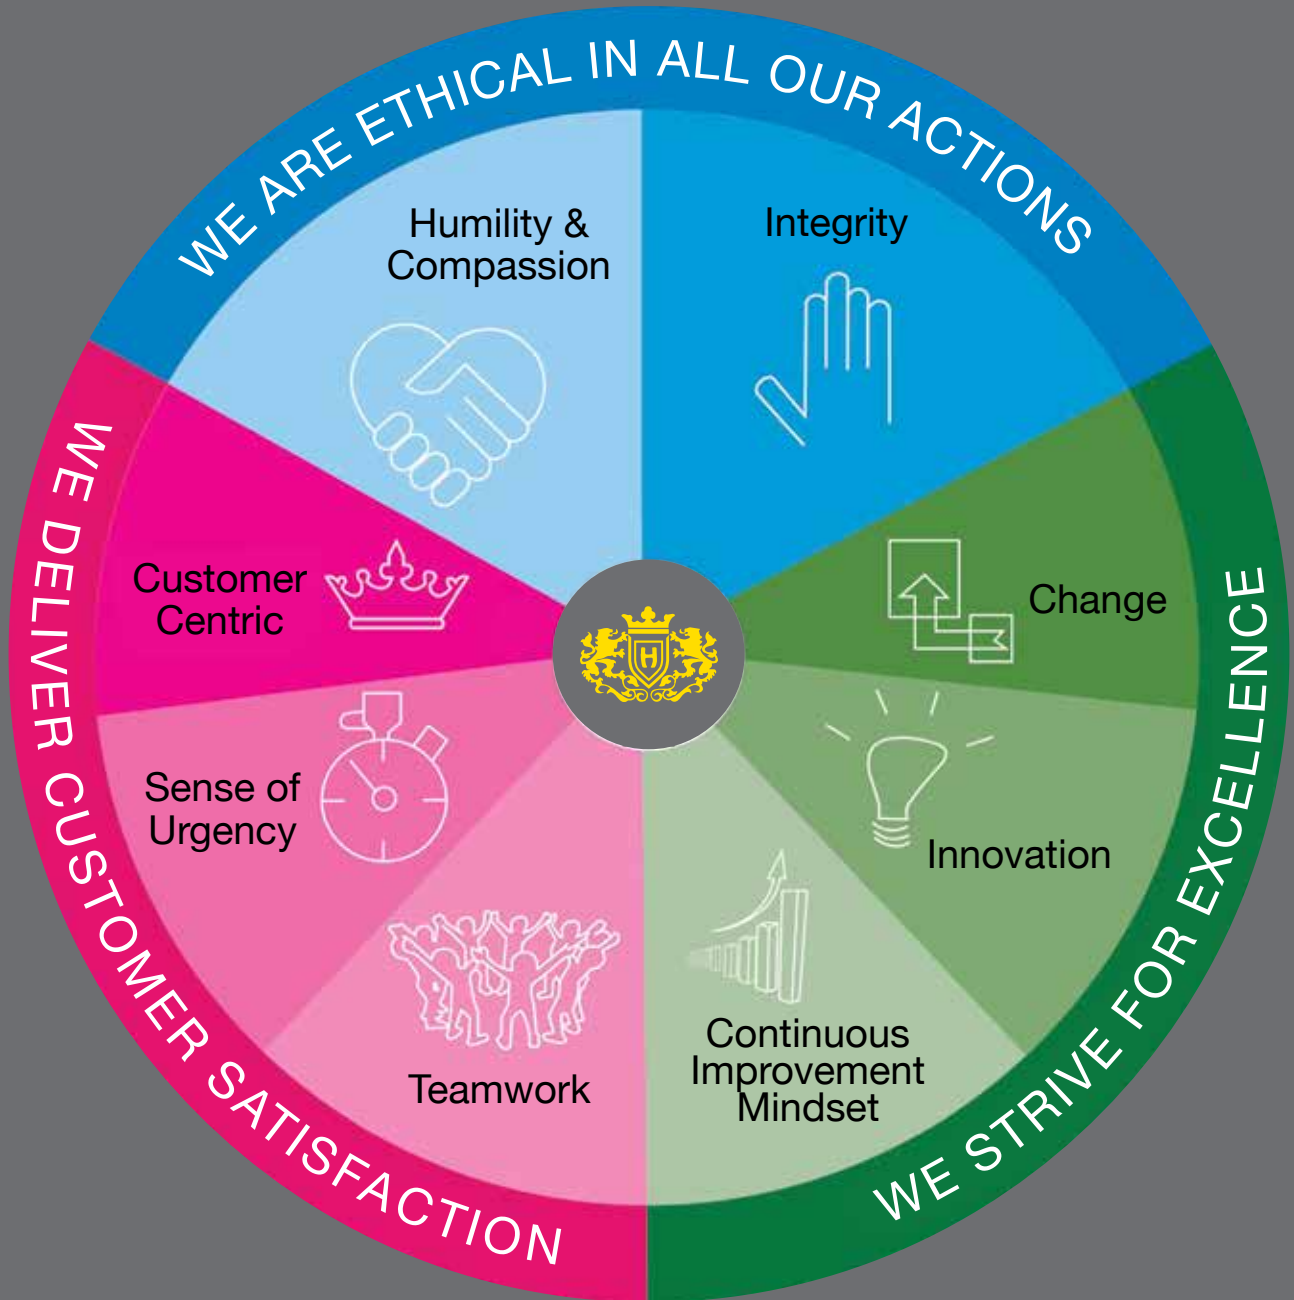 WE ARE ETHICAL IN ALL OUR ACTIONS
Humility &
Compassion
Integrity
Customer
Centric
Change
Sense of
Urgency
Innovation
Teamwork
Continuous
Improvement
Mindset
WE DELIVER CUSTOMER SATISFACTION
WE STRIVE FOR EXCELLENCE
H